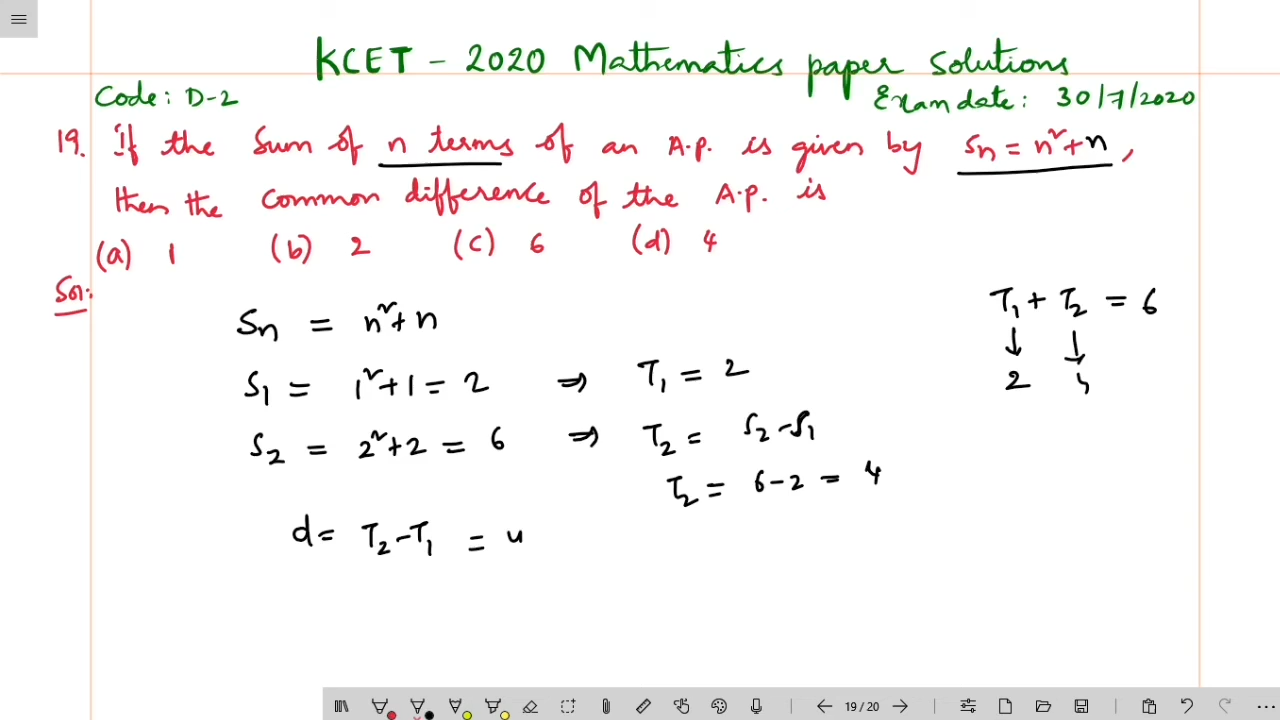 KCET - 2020 Mathematics paper solutions
Code: D-2
Exam date: 30/7/2020
19. If the Sum of n terms of an A.p. is given by Sn = n²+n,
then the common difference of the A.p. is
(a) 1 (b) 2 (c) 6 (d) 4
Sol:
Sn = n²+n
S1 = 1²+1 = 2 ⇒ T1 = 2
S2 = 2²+2 = 6 ⇒ T2 = S2-S1
T2 = 6-2 = 4
d = T2-T1 = 4
T1 + T2 = 6
↓ ↓
2 4
19 / 20